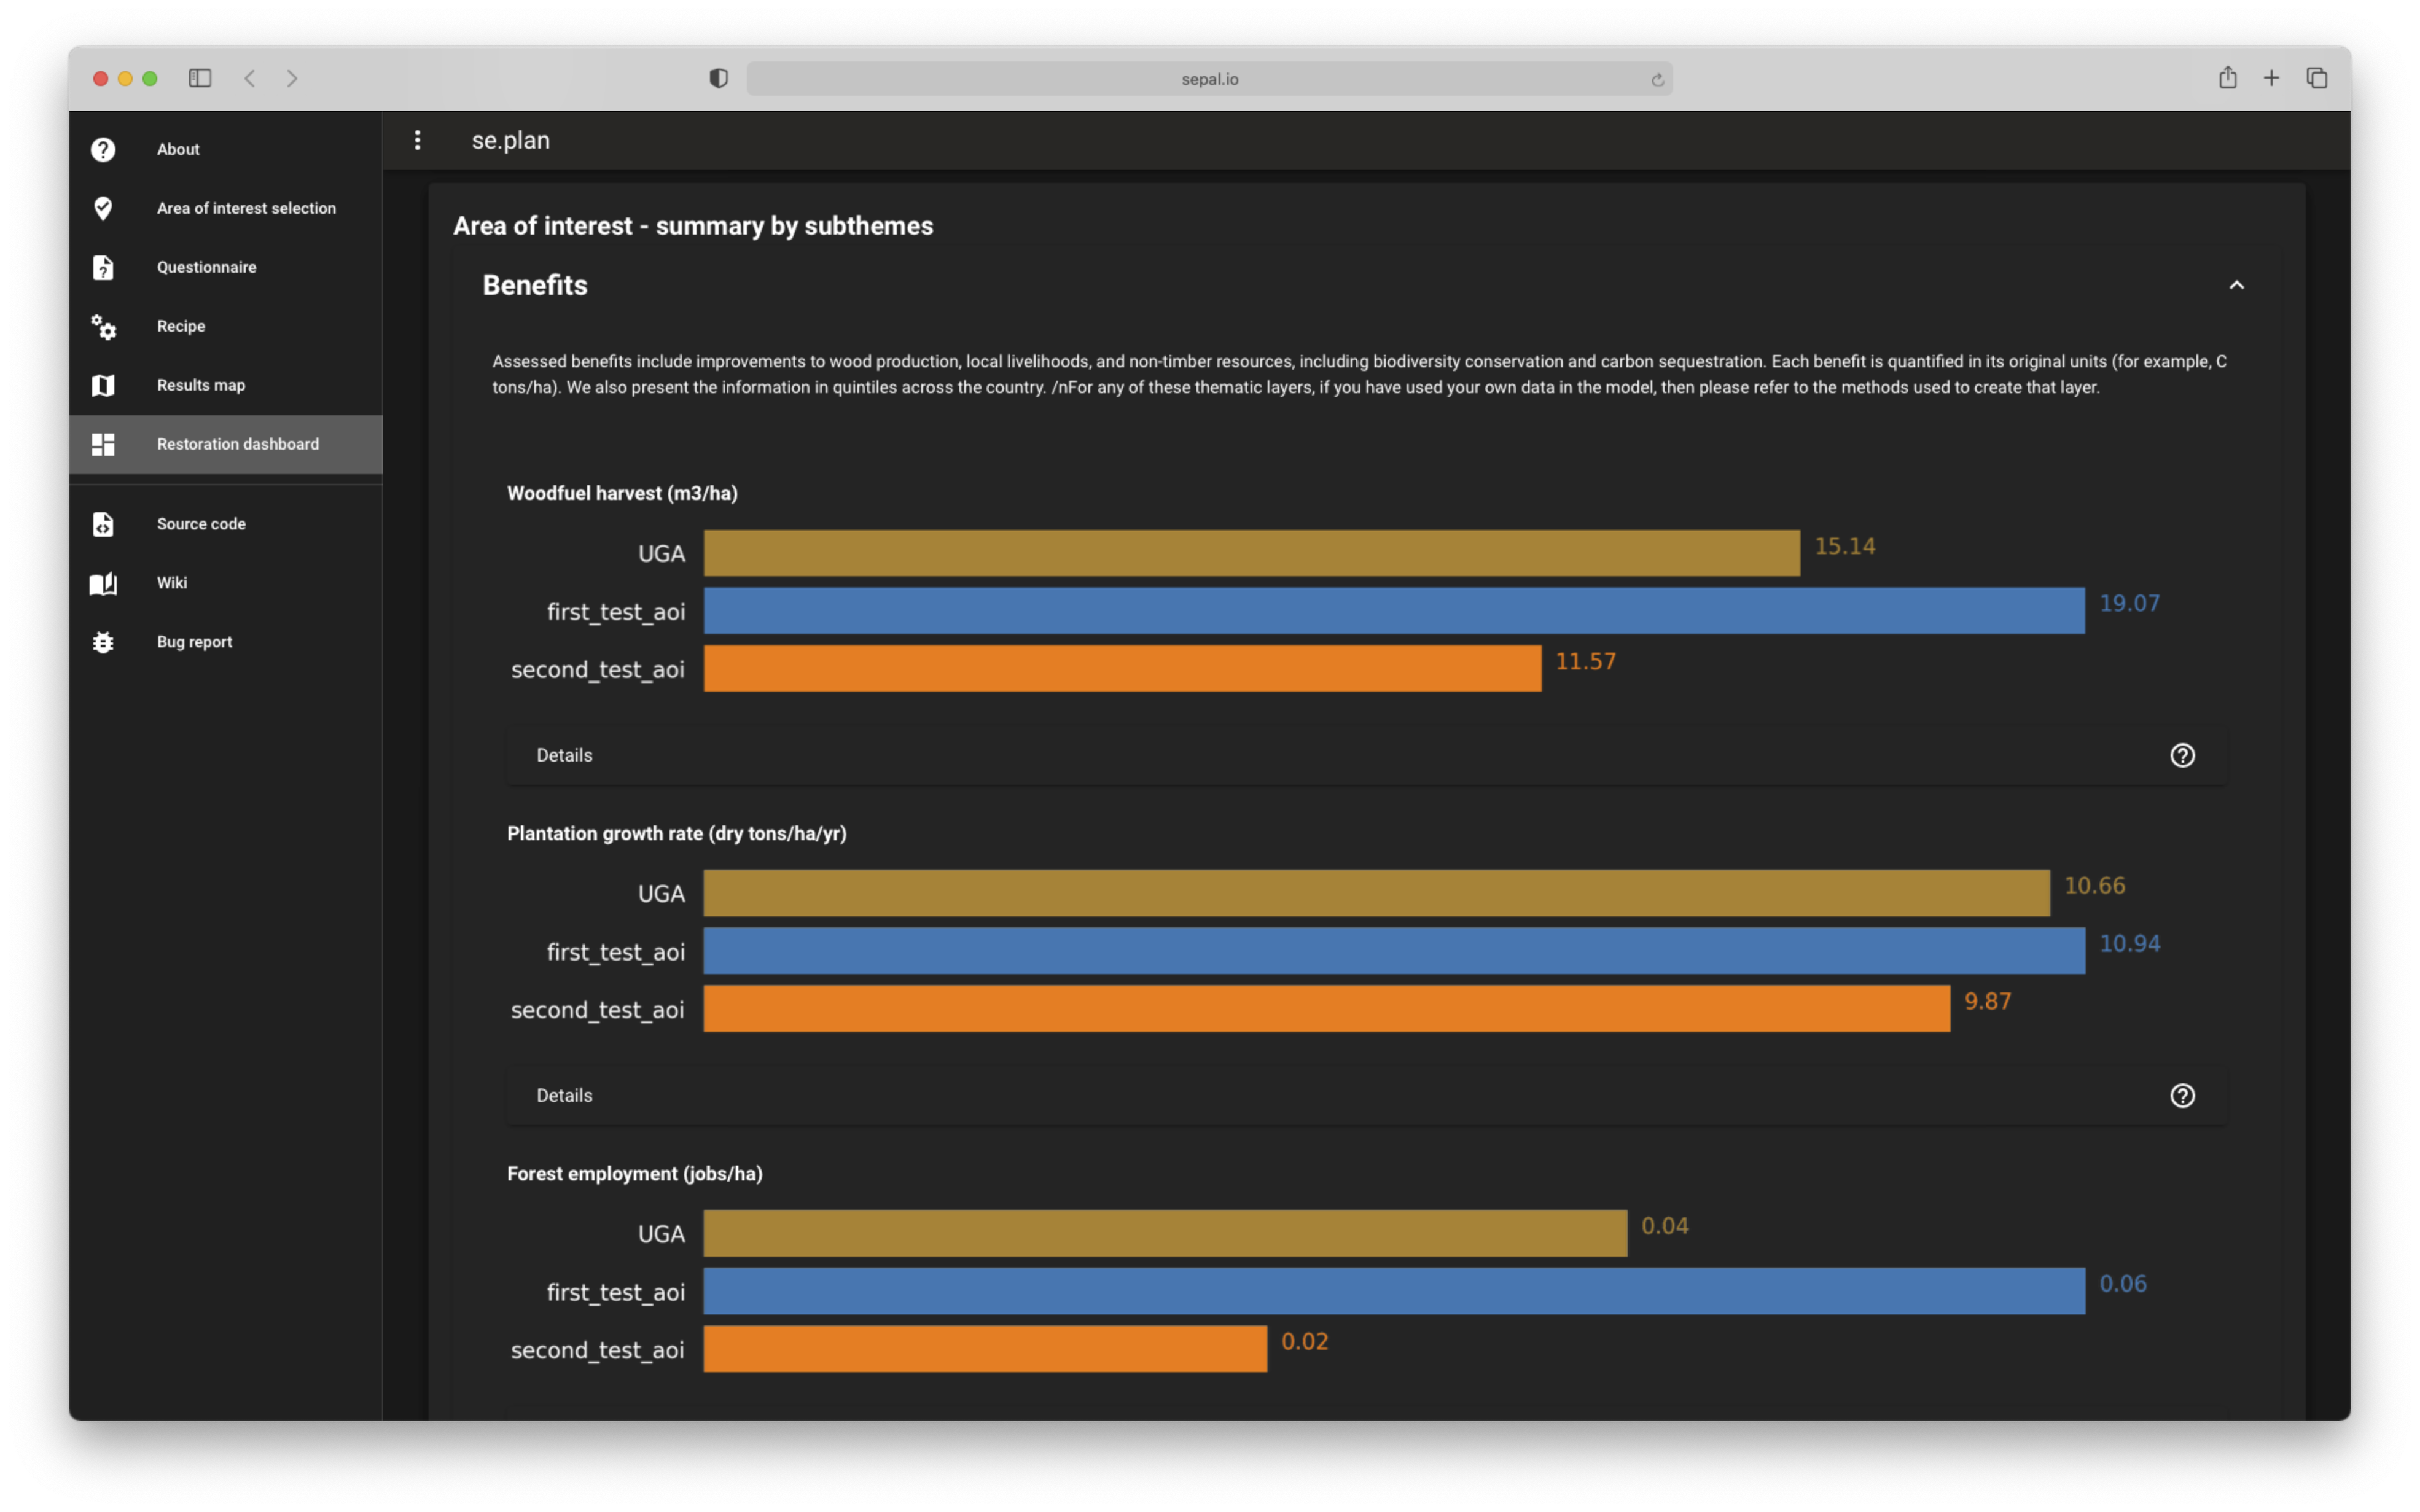 sepal.io
About
Area of interest selection
Questionnaire
Recipe
Results map
Restoration dashboard
Source code
Wiki
Bug report
se.plan
Area of interest - summary by subthemes
Benefits
Assessed benefits include improvements to wood production, local livelihoods, and non-timber resources, including biodiversity conservation and carbon sequestration. Each benefit is quantified in its original units (for example, C
tons/ha). We also present the information in quintiles across the country. /nFor any of these thematic layers, if you have used your own data in the model, then please refer to the methods used to create that layer.
Woodfuel harvest (m3/ha)
UGA 15.14
first_test_aoi 19.07
second_test_aoi 11.57
Details
Plantation growth rate (dry tons/ha/yr)
UGA 10.66
first_test_aoi 10.94
second_test_aoi 9.87
Details
Forest employment (jobs/ha)
UGA 0.04
first_test_aoi 0.06
second_test_aoi 0.02